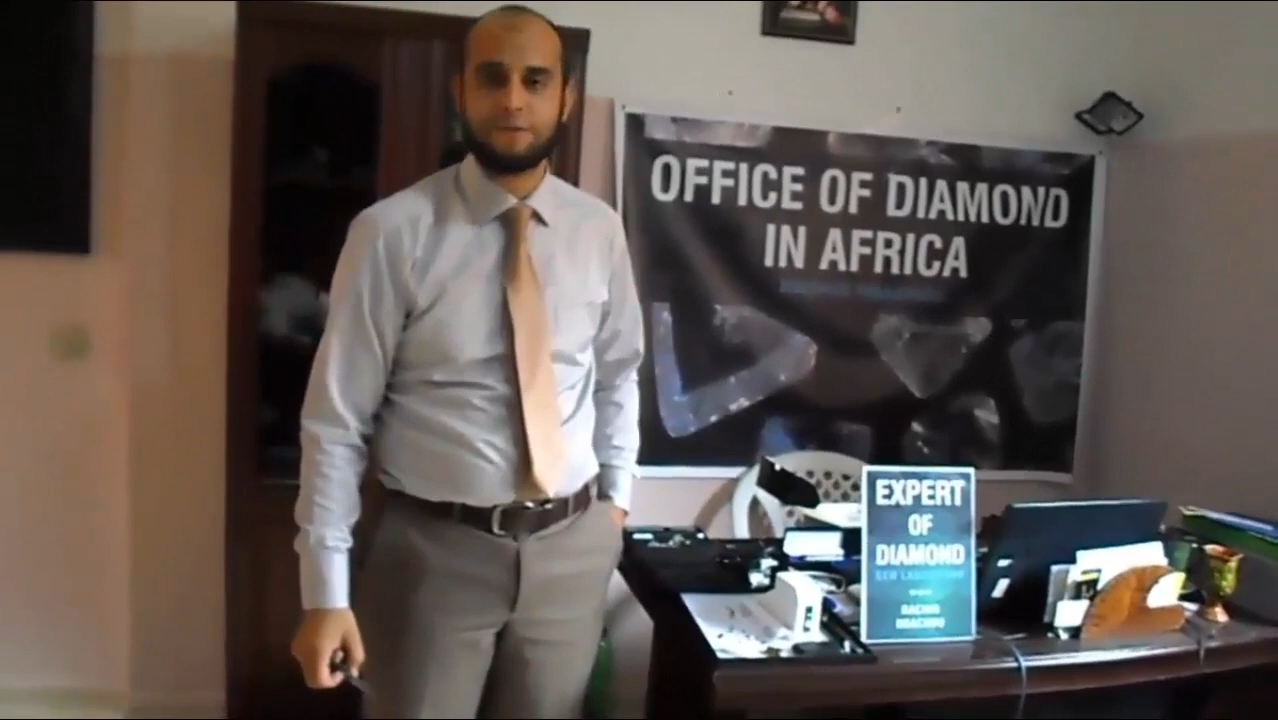 OFFICE OF DIAMOND
IN AFRICA
EXPERT
OF
DIAMOND